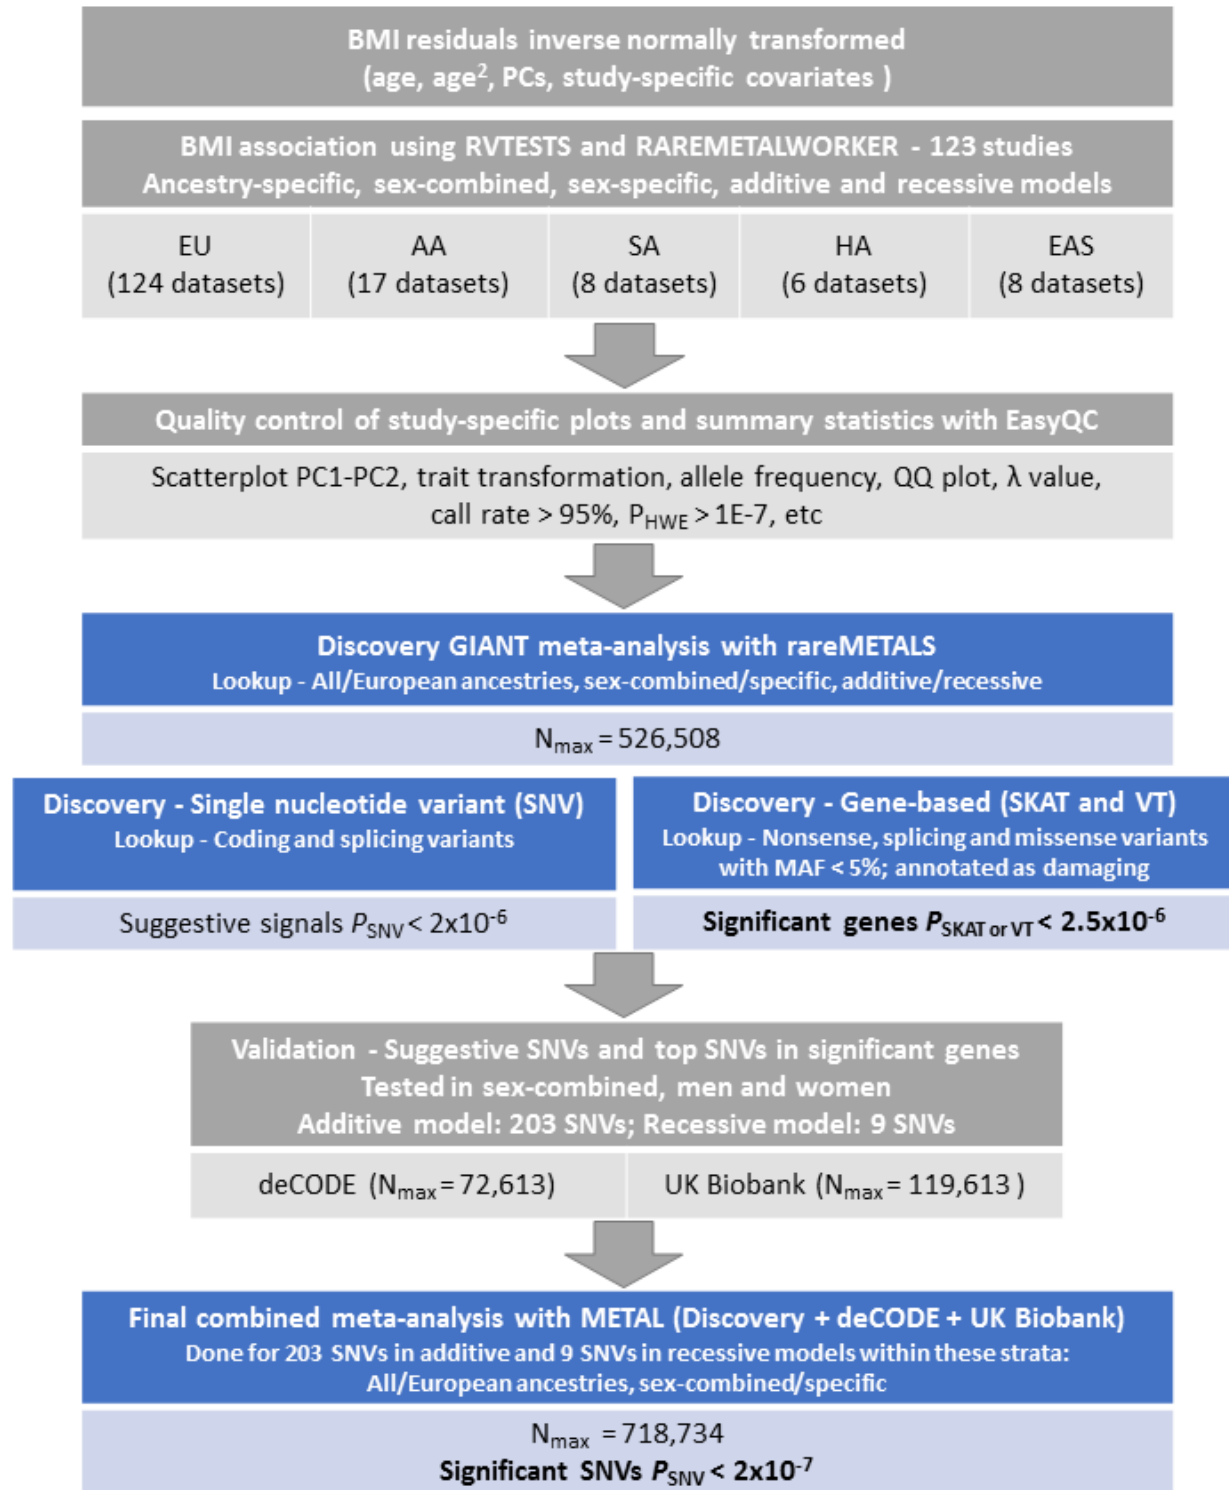 BMI residuals inverse normally transformed
(age, age², PCs, study-specific covariates )
BMI association using RVTESTS and RAREMETALWORKER - 123 studies
Ancestry-specific, sex-combined, sex-specific, additive and recessive models
EU AA SA HA EAS
(124 datasets) (17 datasets) (8 datasets) (6 datasets) (8 datasets)
Quality control of study-specific plots and summary statistics with EasyQC
Scatterplot PC1-PC2, trait transformation, allele frequency, QQ plot, λ value,
call rate > 95%, P_HWE > 1E-7, etc
Discovery GIANT meta-analysis with rareMETALS
Lookup - All/European ancestries, sex-combined/specific, additive/recessive
N_max = 526,508
Discovery - Single nucleotide variant (SNV)
Lookup - Coding and splicing variants
Suggestive signals P_SNV < 2x10⁻⁶
Discovery - Gene-based (SKAT and VT)
Lookup - Nonsense, splicing and missense variants
with MAF < 5%; annotated as damaging
Significant genes P_SKAT or VT < 2.5x10⁻⁶
Validation - Suggestive SNVs and top SNVs in significant genes
Tested in sex-combined, men and women
Additive model: 203 SNVs; Recessive model: 9 SNVs
deCODE (N_max = 72,613) UK Biobank (N_max = 119,613 )
Final combined meta-analysis with METAL (Discovery + deCODE + UK Biobank)
Done for 203 SNVs in additive and 9 SNVs in recessive models within these strata:
All/European ancestries, sex-combined/specific
N_max = 718,734
Significant SNVs P_SNV < 2x10⁻⁷